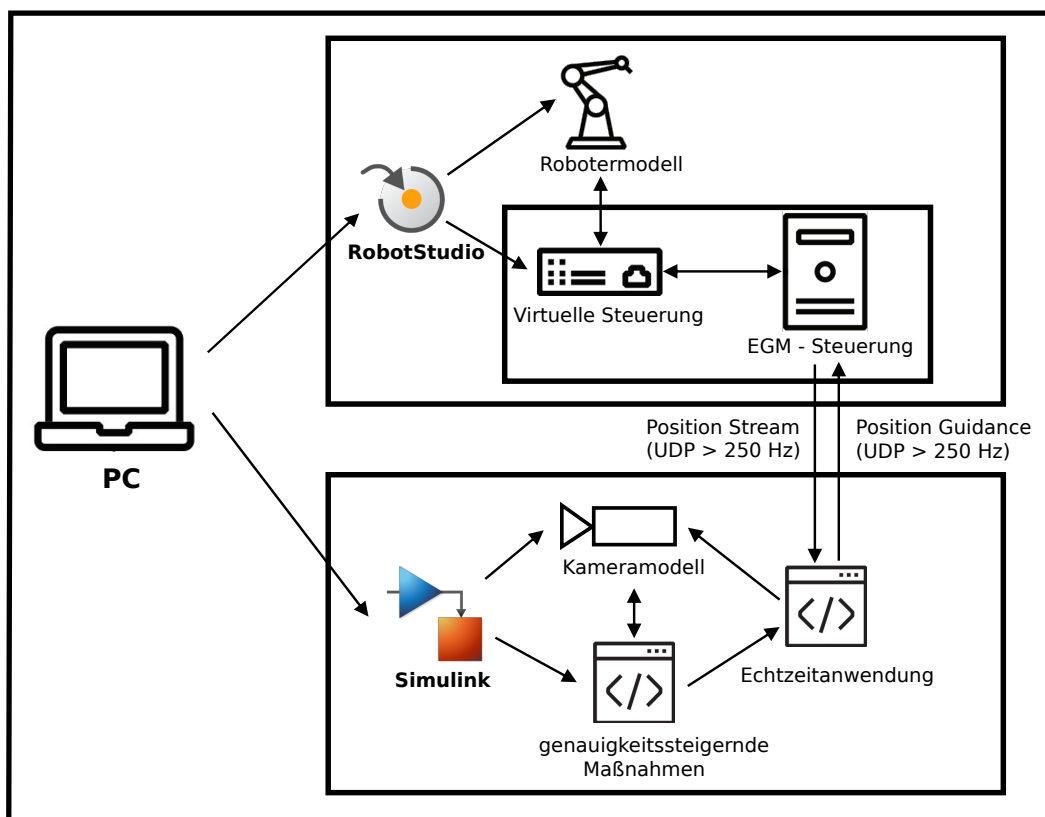 Robotermodell
RobotStudio
Virtuelle Steuerung
EGM - Steuerung
Position Stream
(UDP > 250 Hz)
Position Guidance
(UDP > 250 Hz)
PC
Kameramodell
Simulink
Echtzeitanwendung
genauigkeitssteigernde
Maßnahmen